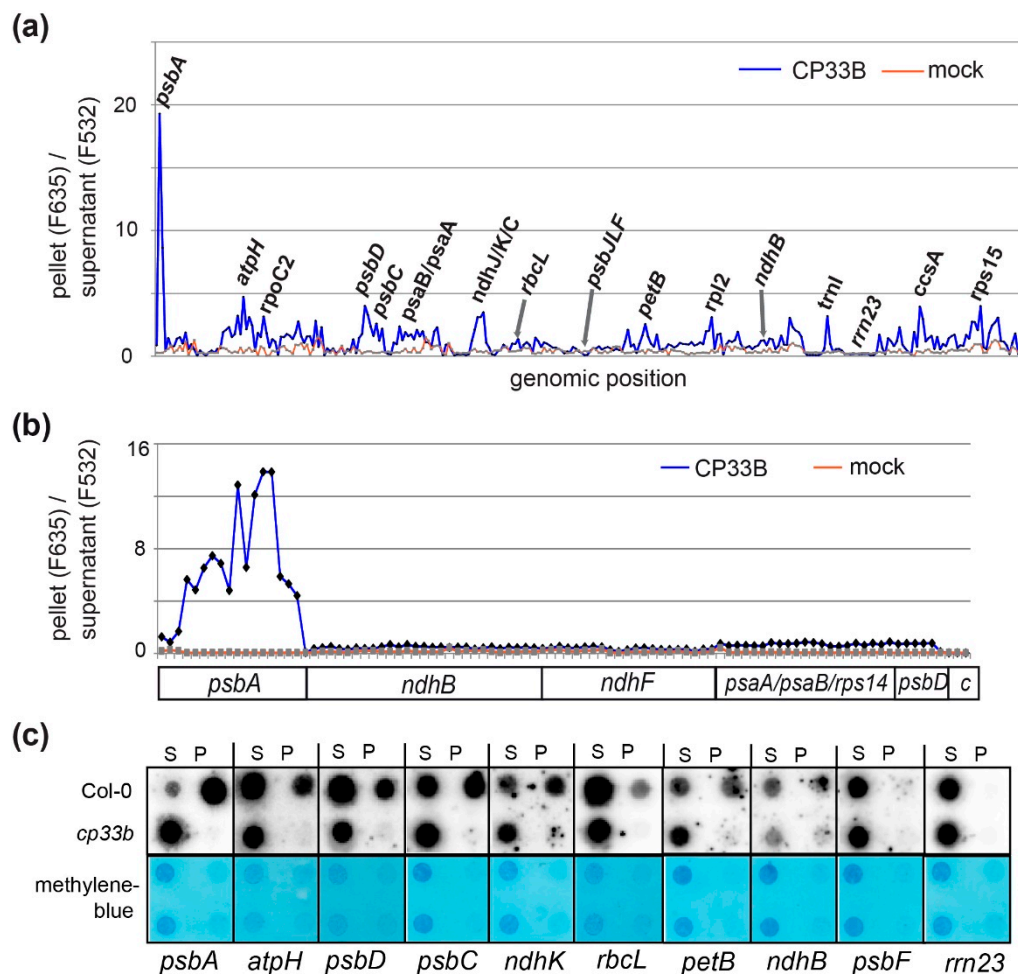 (a)
25
20
10
0
pellet (F635) /
supernatant (F532)
CP33B
mock
psbA
atpH
rpoC2
psbD
psbC
psaB/psaA
ndhJ/K/C
rbcL
psbJLF
petB
rpl2
ndhB
trnI
rrn23
ccsA
rps15
genomic position
(b)
16
8
0
pellet (F635) /
supernatant (F532)
CP33B
mock
psbA ndhB ndhF psaA/psaB/rps14 psbD c
(c)
S P S P S P S P S P S P S P S P S P S P
Col-0
cp33b
methylene-
blue
psbA atpH psbD psbC ndhK rbcL petB ndhB psbF rrn23